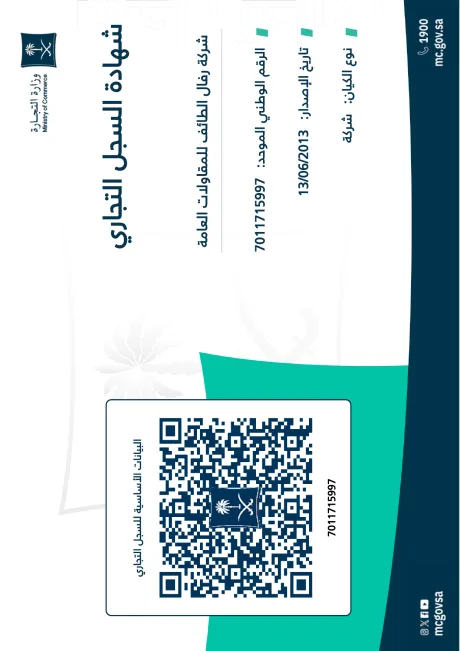 وزارة التجارة
Ministry of Commerce
شهادة السجل التجاري
شركة رفال الطائف للمقاولات العامة
الرقم الوطني الموحد: 7011715997
تاريخ الإصدار: 13/06/2013
نوع الكيان: شركة
البيانات الأساسية للسجل التجاري
7011715997
mcgovsa
1900
mc.gov.sa